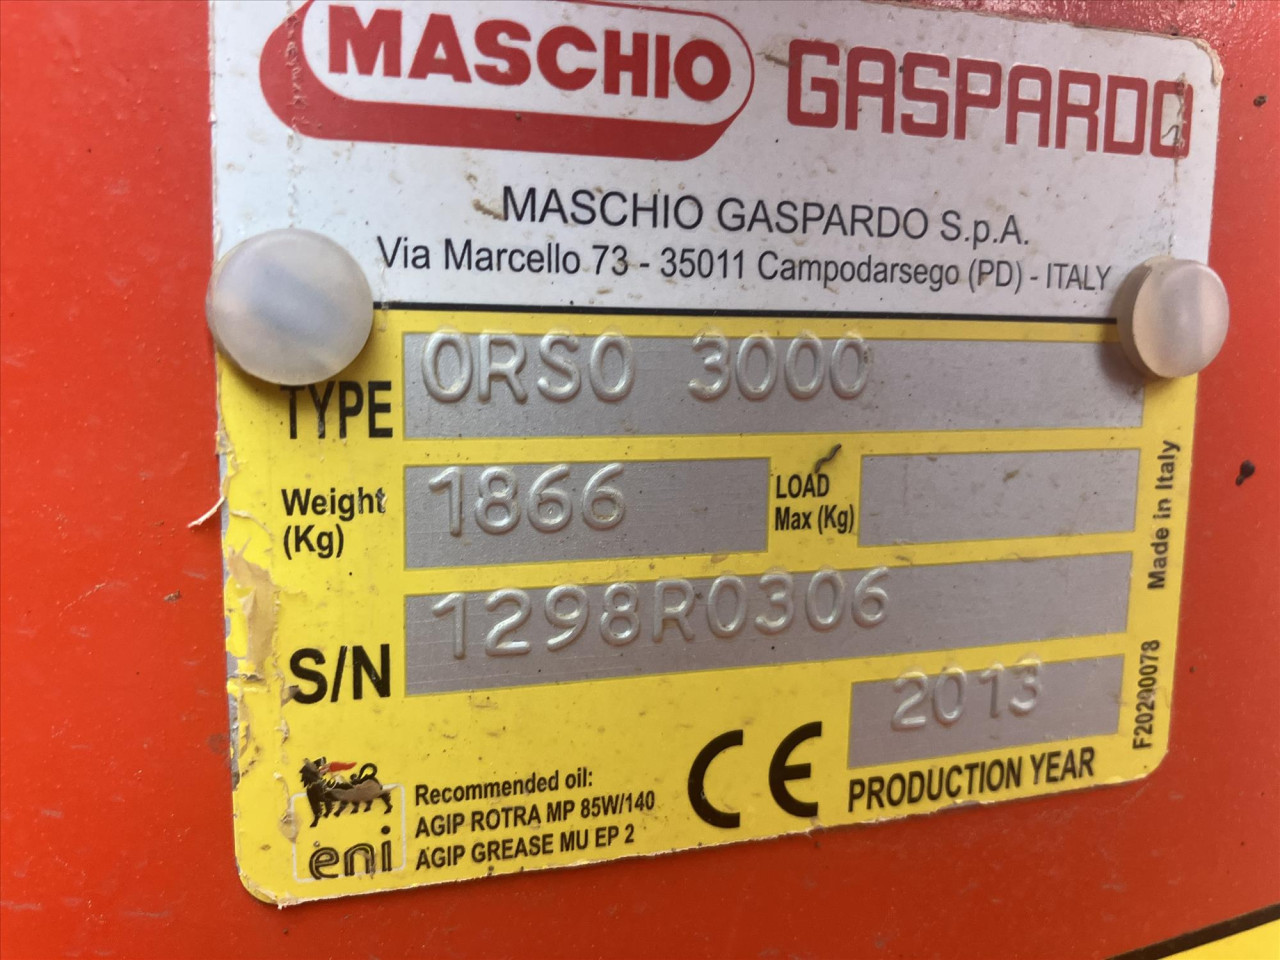 MASCHIO GASPARDO
MASCHIO GASPARDO S.p.A.
Via Marcello 73 - 35011 Campodarsego (PD) - ITALY
TYPE ORSO 3000
Weight (Kg) 1866 LOAD Max (Kg)
S/N 1298R0306
2013
PRODUCTION YEAR
CE
eni
Recommended oil:
AGIP ROTRA MP 85W/140
AGIP GREASE MU EP 2
Made in Italy
F20200078